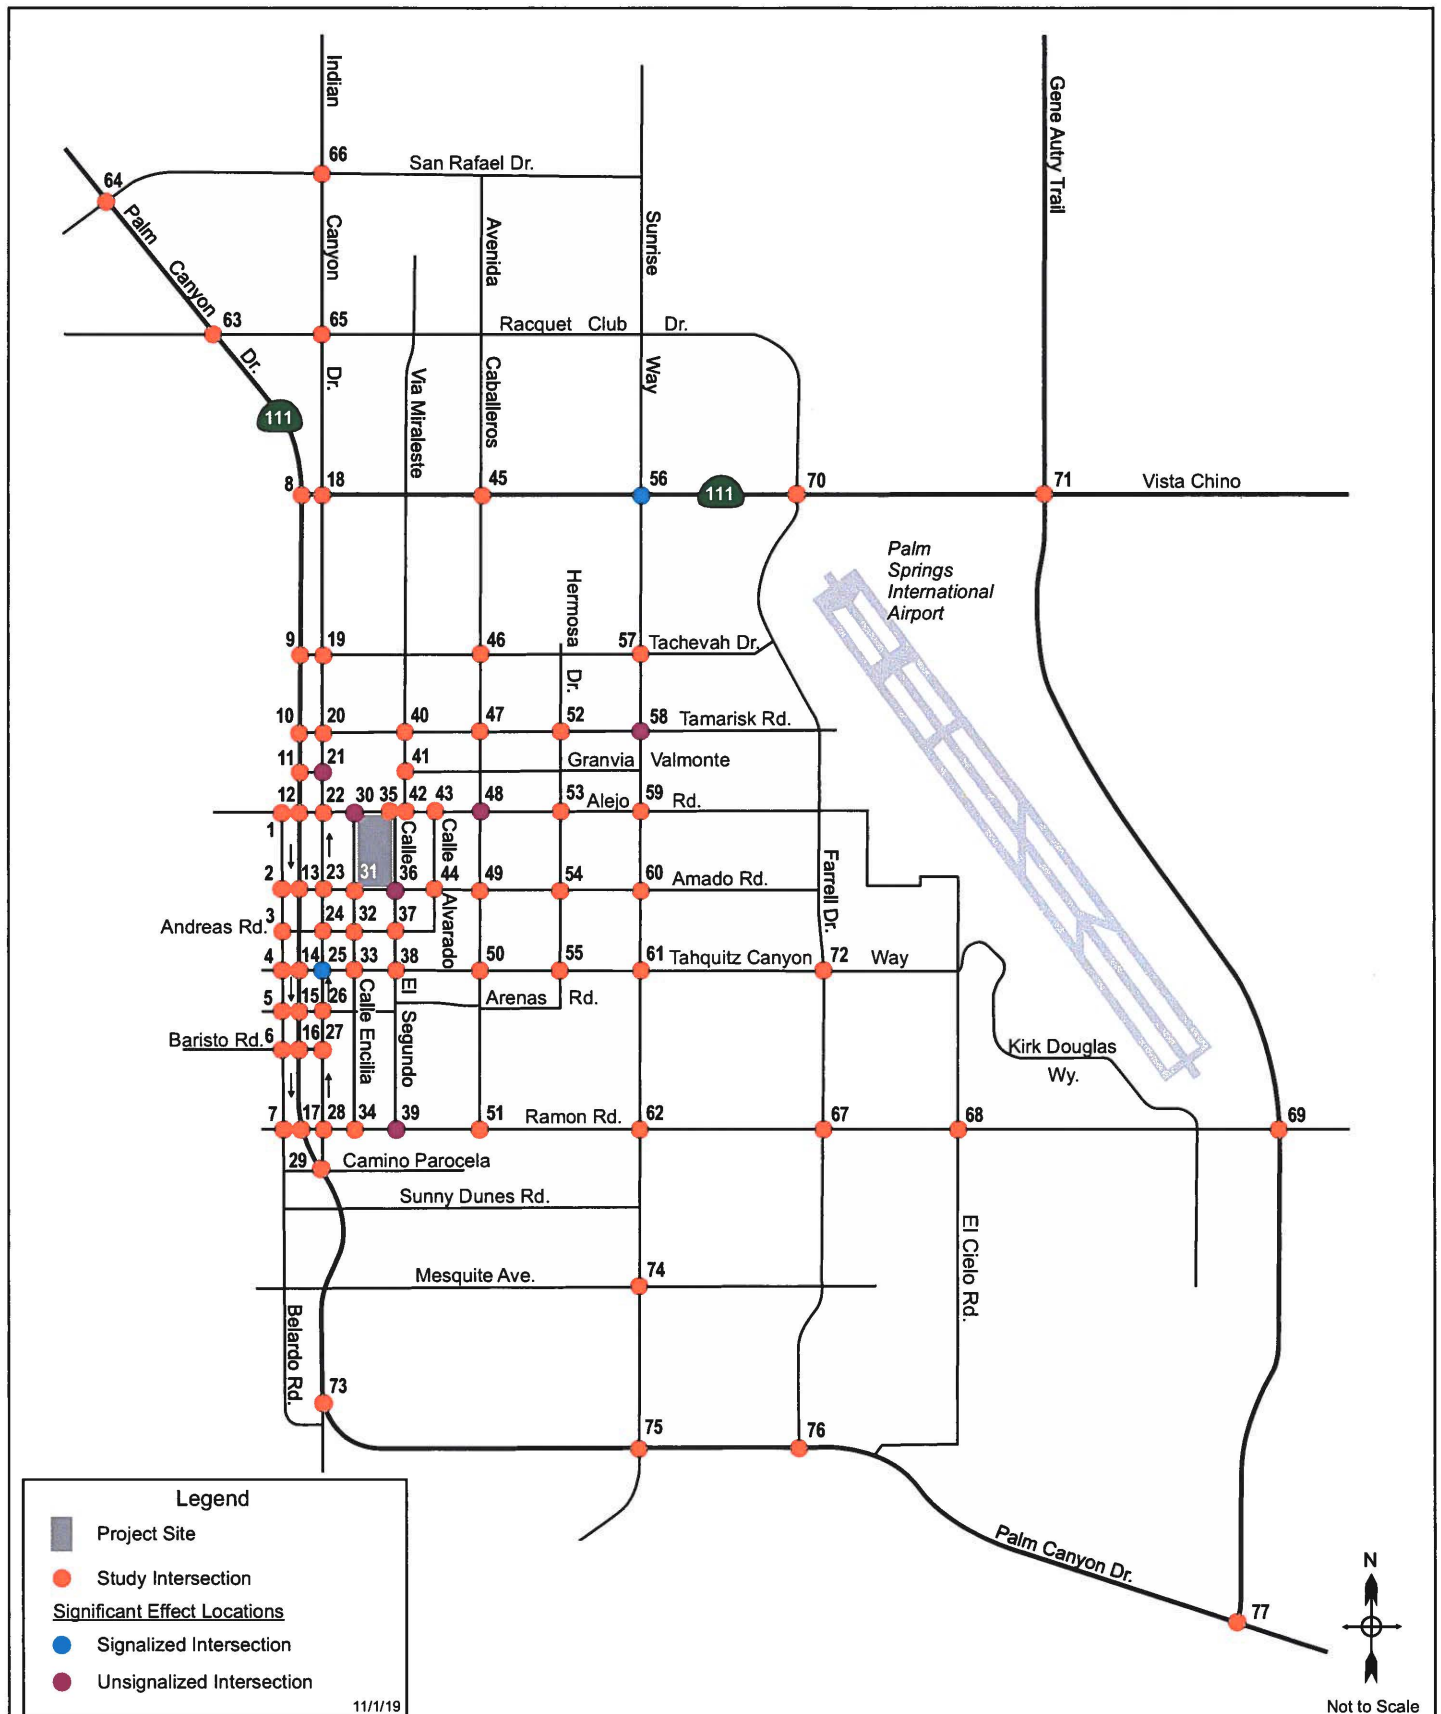 Indian
Canyon
Dr.
Gene Autry Trail
66
San Rafael Dr.
64
Palm
Canyon
Dr.
Avenida
Caballeros
Sunrise
Way
63
65
Racquet Club Dr.
Via Miraleste
111
8
18
45
56
111
70
71
Vista Chino
Palm
Springs
International
Airport
Hermosa
Dr.
9
19
46
57
Tachevah Dr.
10
20
40
47
52
58
Tamarisk Rd.
11
21
41
Granvia Valmonte
12
22
30
35
42
43
48
53
Alejo
59
Rd.
1
Calle
Calle
Alvarado
2
13
23
31
36
44
49
54
60
Amado Rd.
Farrell Dr.
3
24
32
37
Andreas Rd.
4
14
25
33
38
50
55
61
Tahquitz Canyon
72
Way
5
15
26
Calle Encilia
El
Segundo
Arenas Rd.
Baristo Rd.
6
16
27
Kirk Douglas
Wy.
7
17
28
34
39
51
Ramon Rd.
62
67
68
69
29
Camino Parocela
Sunny Dunes Rd.
El Cielo Rd.
Mesquite Ave.
74
Belardo Rd.
73
75
76
Palm Canyon Dr.
77
Legend
Project Site
Study Intersection
Significant Effect Locations
Signalized Intersection
Unsignalized Intersection
11/1/19
N
Not to Scale